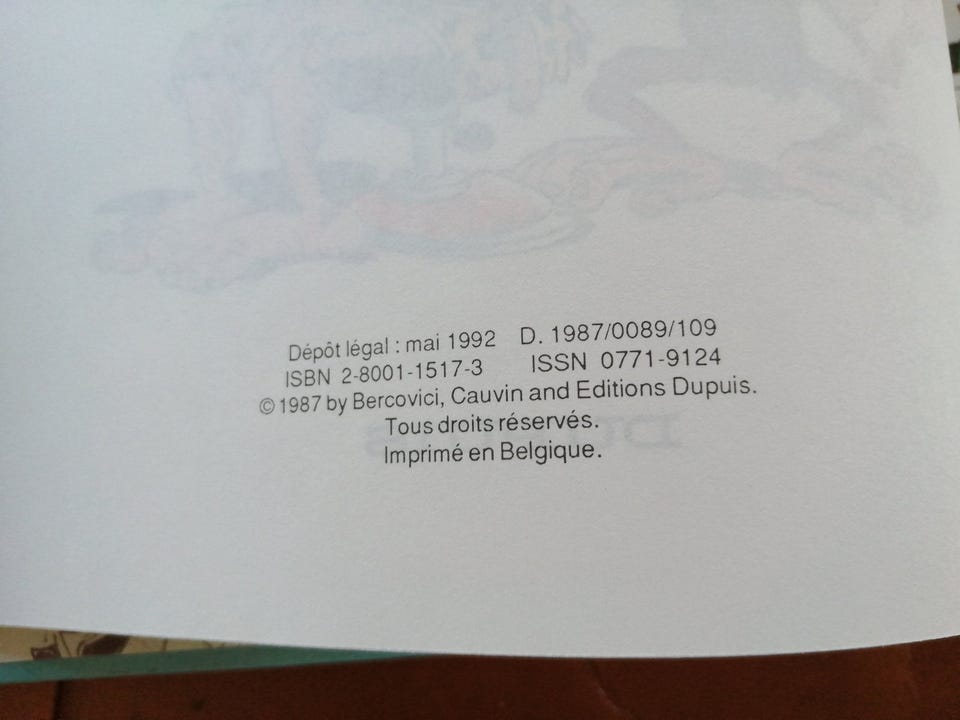 Dépôt légal : mai 1992 D. 1987/0089/109
ISBN 2-8001-1517-3 ISSN 0771-9124
© 1987 by Bercovici, Cauvin and Editions Dupuis.
Tous droits réservés.
Imprimé en Belgique.